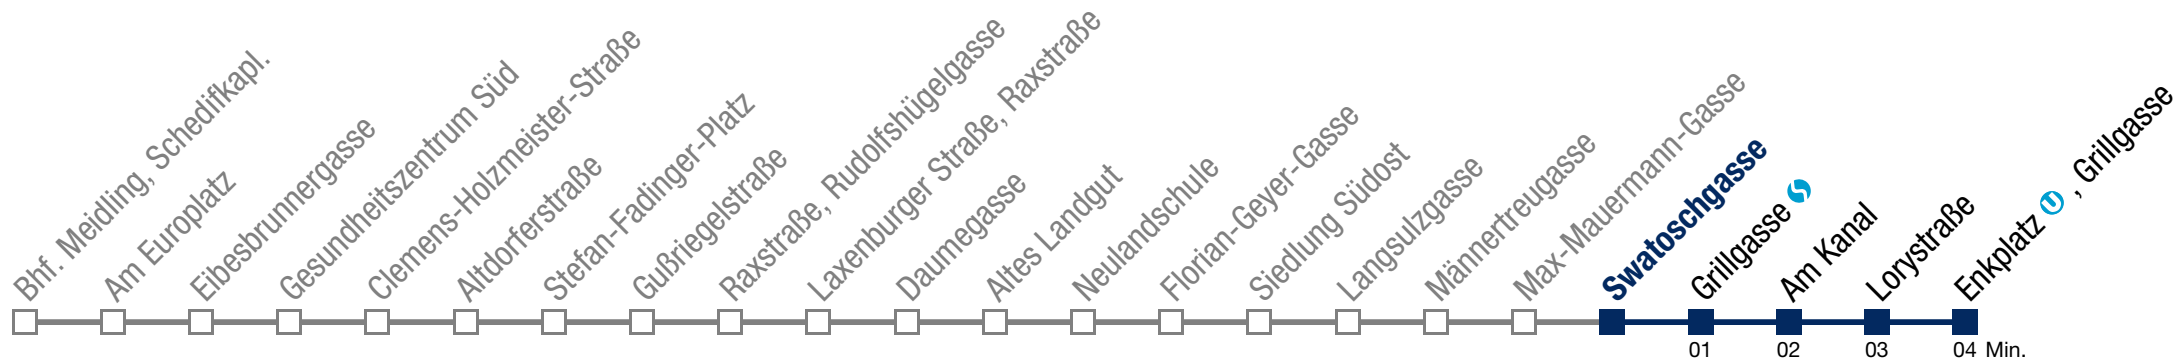 Bhf. Meidling, Schedifkapl.
Am Europlatz
Eibesbrunnergasse
Gesundheitszentrum Süd
Clemens-Holzmeister-Straße
Altdorferstraße
Stefan-Fadinger-Platz
Gußriegelstraße
Raxstraße, Rudolfshügelgasse
Laxenburger Straße, Raxstraße
Daumegasse
Altes Landgut
Neulandschule
Florian-Geyer-Gasse
Siedlung Südost
Langsulzgasse
Männertreugasse
Max-Mauermann-Gasse
Swatoschgasse
Grillgasse S
Am Kanal
Lorystraße
Enkplatz U , Grillgasse
01 02 03 04 Min.